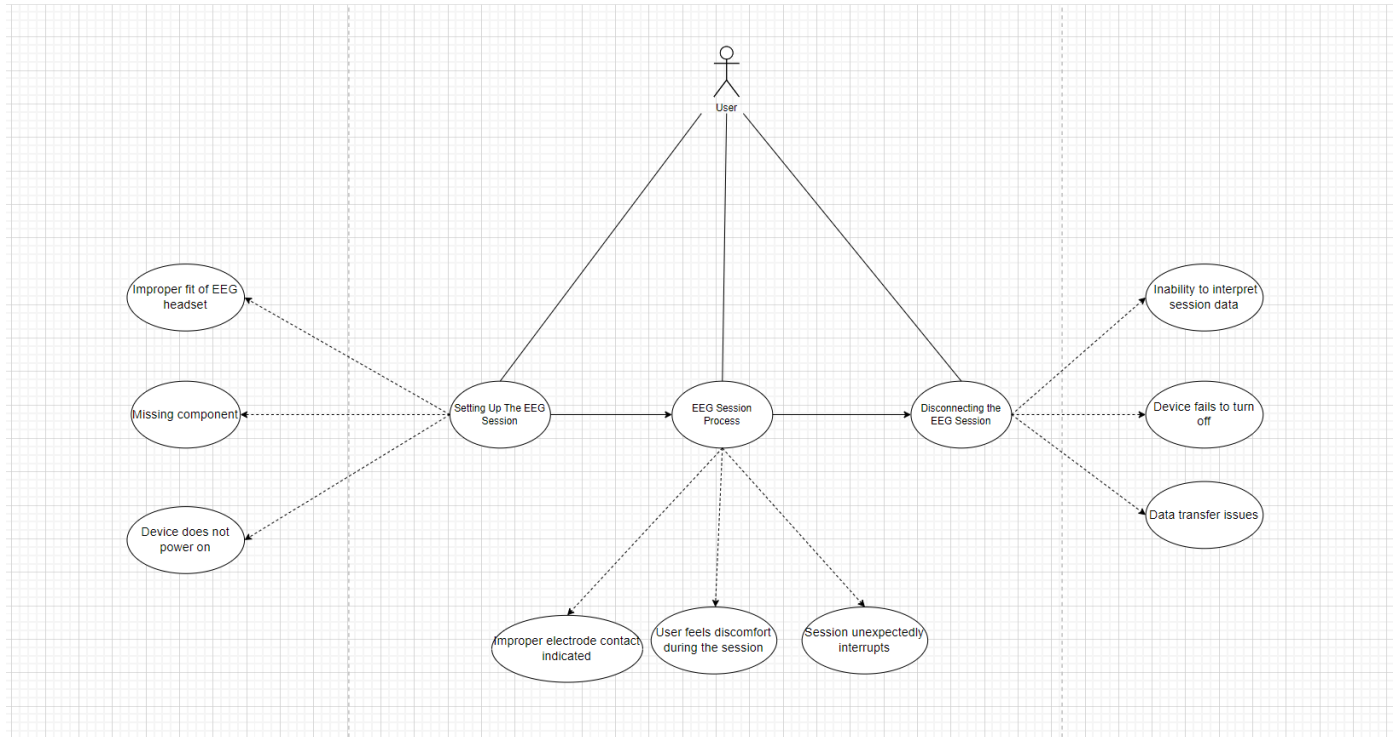 User
Improper fit of EEG
headset
Inability to interpret
session data
Missing component
Setting Up The EEG
Session
EEG Session
Process
Disconnecting the
EEG Session
Device fails to turn
off
Device does not
power on
Data transfer issues
Improper electrode contact
indicated
User feels discomfort
during the session
Session unexpectedly
interrupts